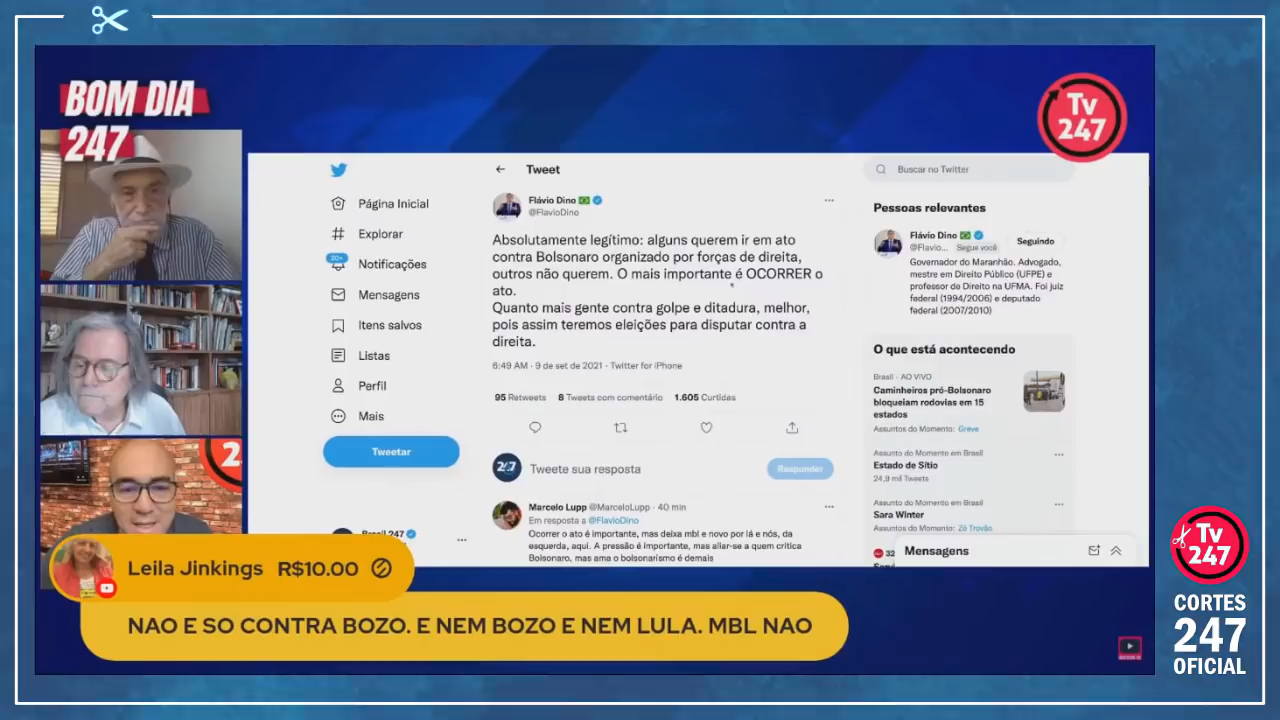 BOM DIA
247
Tv
247
Página Inicial
Explorar
20+
Notificações
Mensagens
Itens salvos
Listas
Perfil
Mais
Tweetar
Brasil 247
Tweet
Flávio Dino
@FlavioDino
Absolutamente legítimo: alguns querem ir em ato
contra Bolsonaro organizado por forças de direita,
outros não querem. O mais importante é OCORRER o
ato.
Quanto mais gente contra golpe e ditadura, melhor,
pois assim teremos eleições para disputar contra a
direita.
6:49 AM · 9 de set de 2021 · Twitter for iPhone
95 Retweets 8 Tweets com comentário 1.605 Curtidas
247
Tweete sua resposta
Responder
Marcelo Lupp @MarceloLupp · 40 min
Em resposta a @FlavioDino
Ocorrer o ato é importante, mas deixa mbl e novo por lá e nós, da
esquerda, aqui. A pressão é importante, mas aliar-se a quem critica
Bolsonaro, mas ama o bolsonarismo é demais
Buscar no Twitter
Pessoas relevantes
Flávio Dino
@Flavio... Segue você
Seguindo
Governador do Maranhão. Advogado,
mestre em Direito Público (UFPE) e
professor de Direito na UFMA. Foi juiz
federal (1994/2006) e deputado
federal (2007/2010)
O que está acontecendo
Brasil · AO VIVO
Caminheiros pró-Bolsonaro
bloqueiam rodovias em 15
estados
Assuntos do Momento: Greve
Assunto do Momento em Brasil
Estado de Sítio
24,9 mil Tweets
Assunto do Momento em Brasil
Sara Winter
Assuntos do Momento: Zé Trovão
32
Mensagens
2
Leila Jinkings R$10.00
NAO E SO CONTRA BOZO. E NEM BOZO E NEM LULA. MBL NAO
Tv
247
CORTES
247
OFICIAL